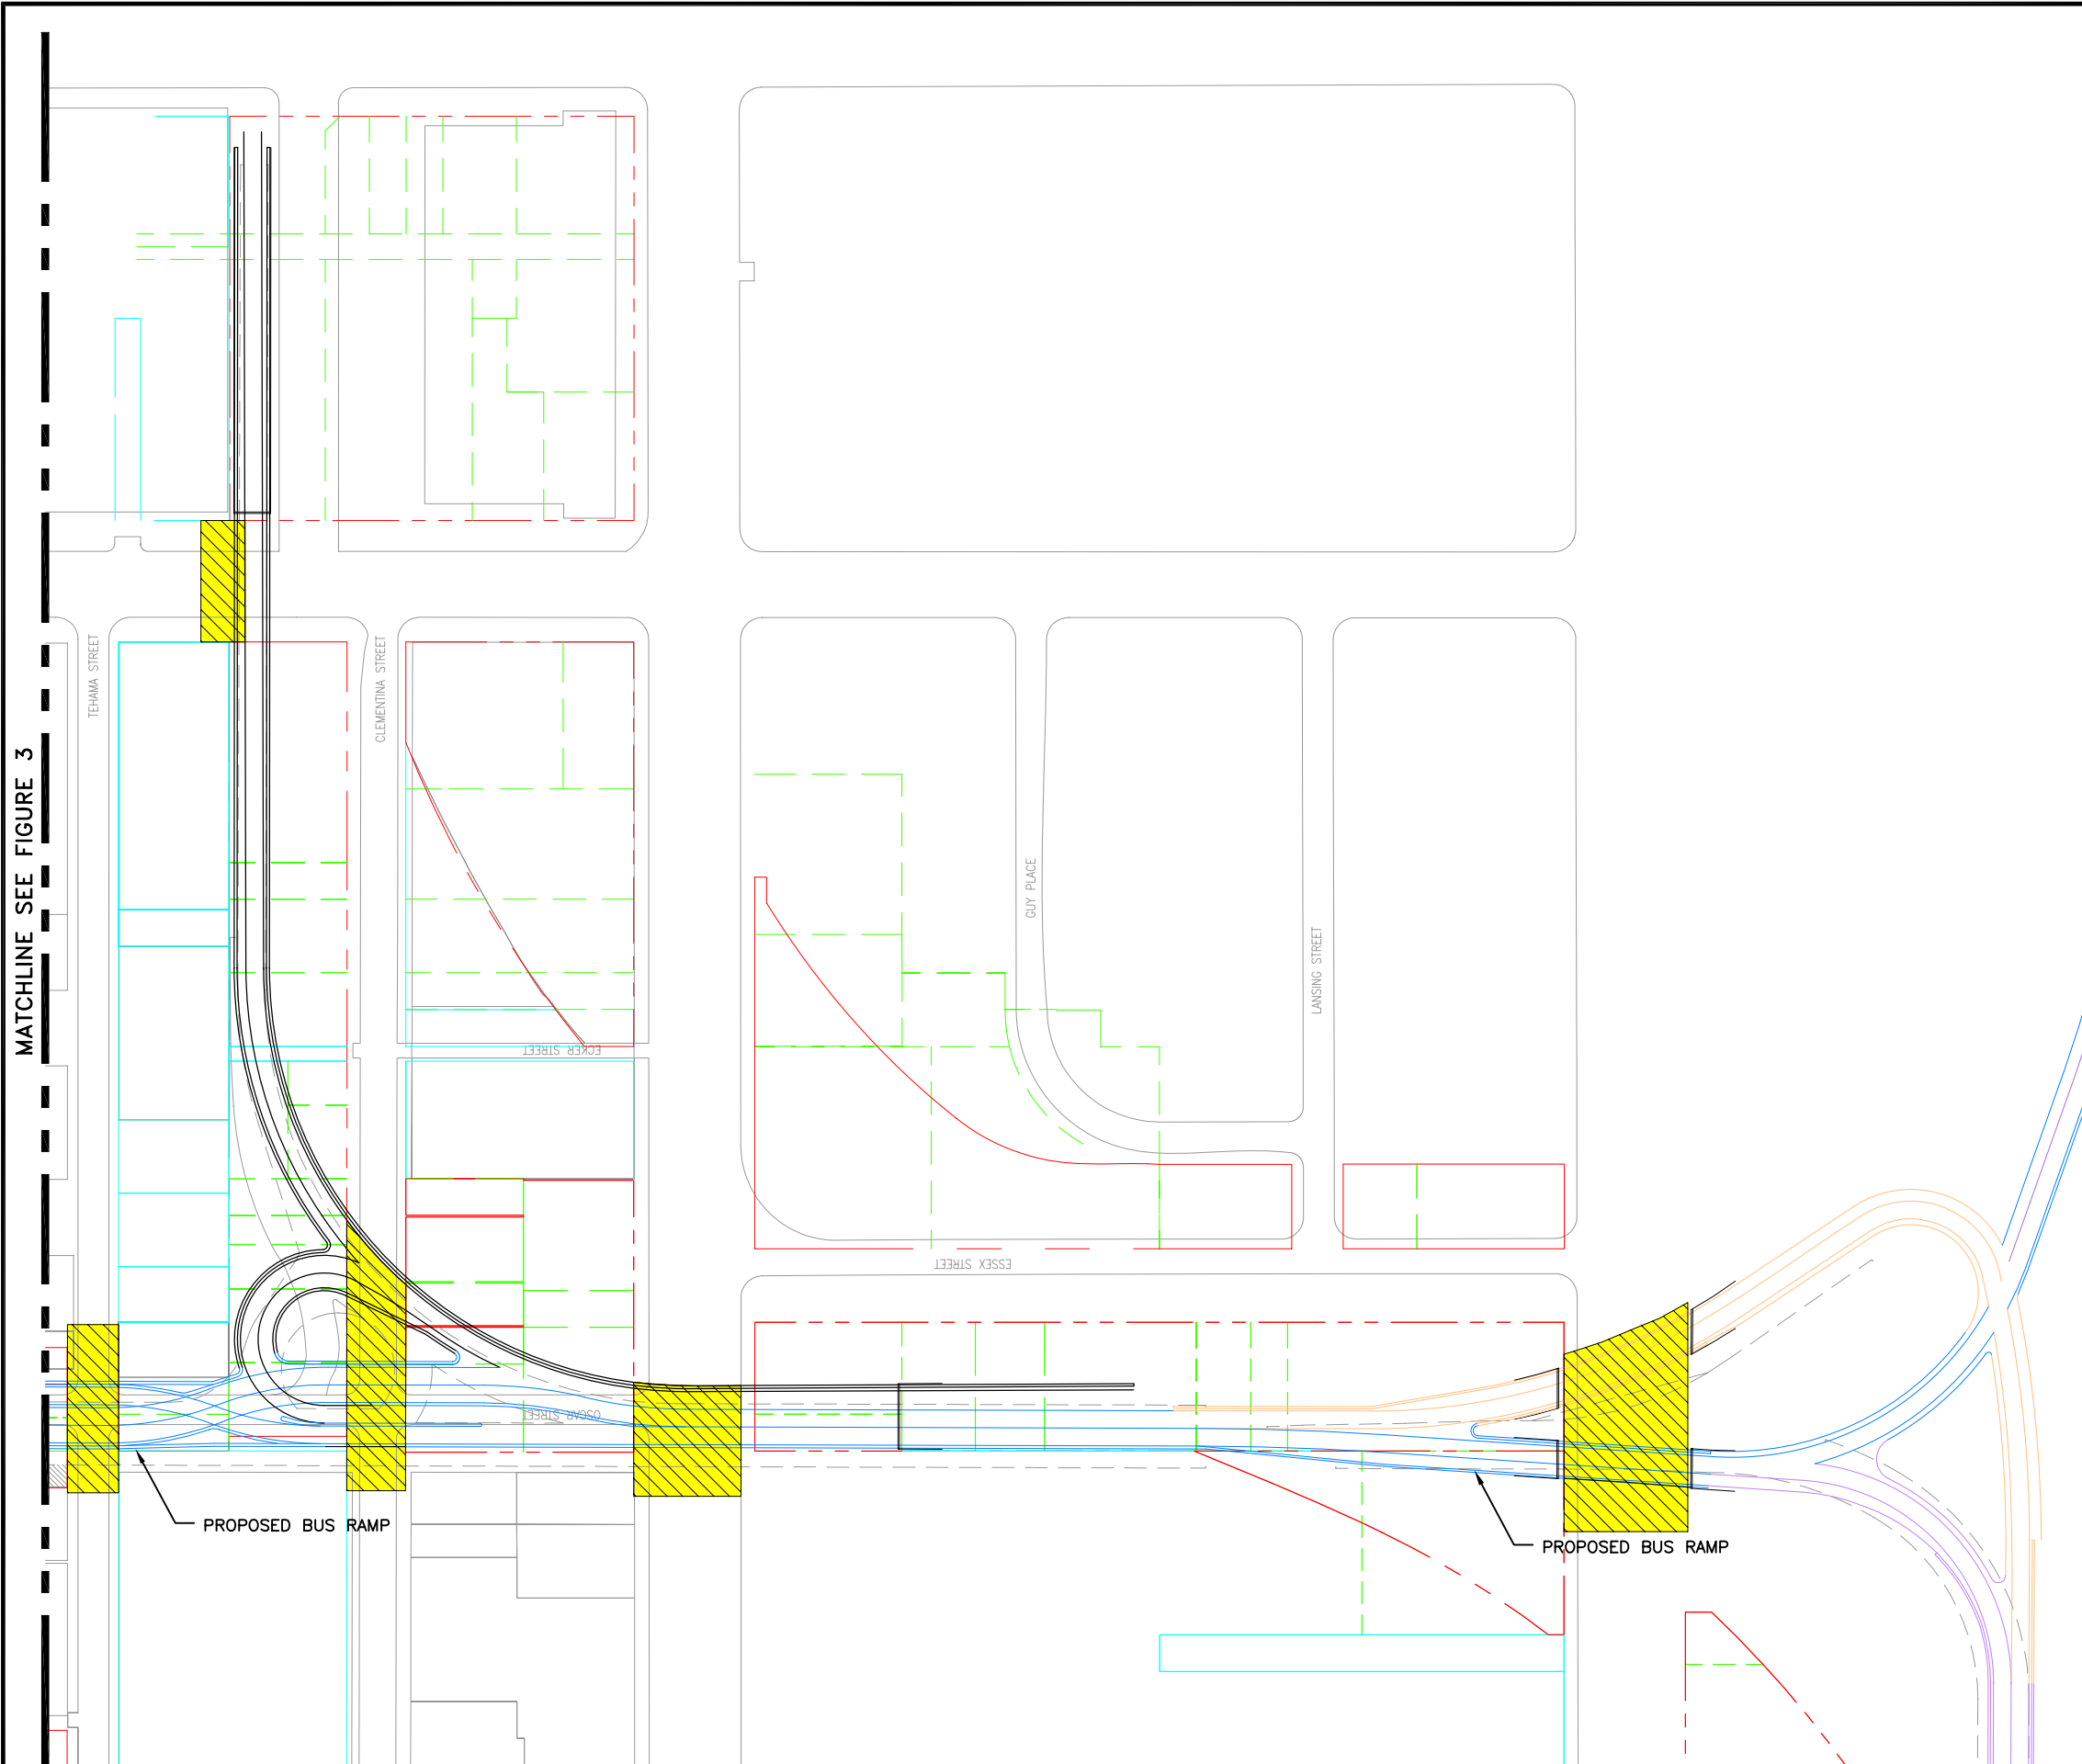 MATCHLINE SEE FIGURE 3
TEHAMA STREET
CLEMENTINA STREET
GUY PLACE
LANSING STREET
ECKER STREET
ESSEX STREET
OSCAR STREET
PROPOSED BUS RAMP
PROPOSED BUS RAMP